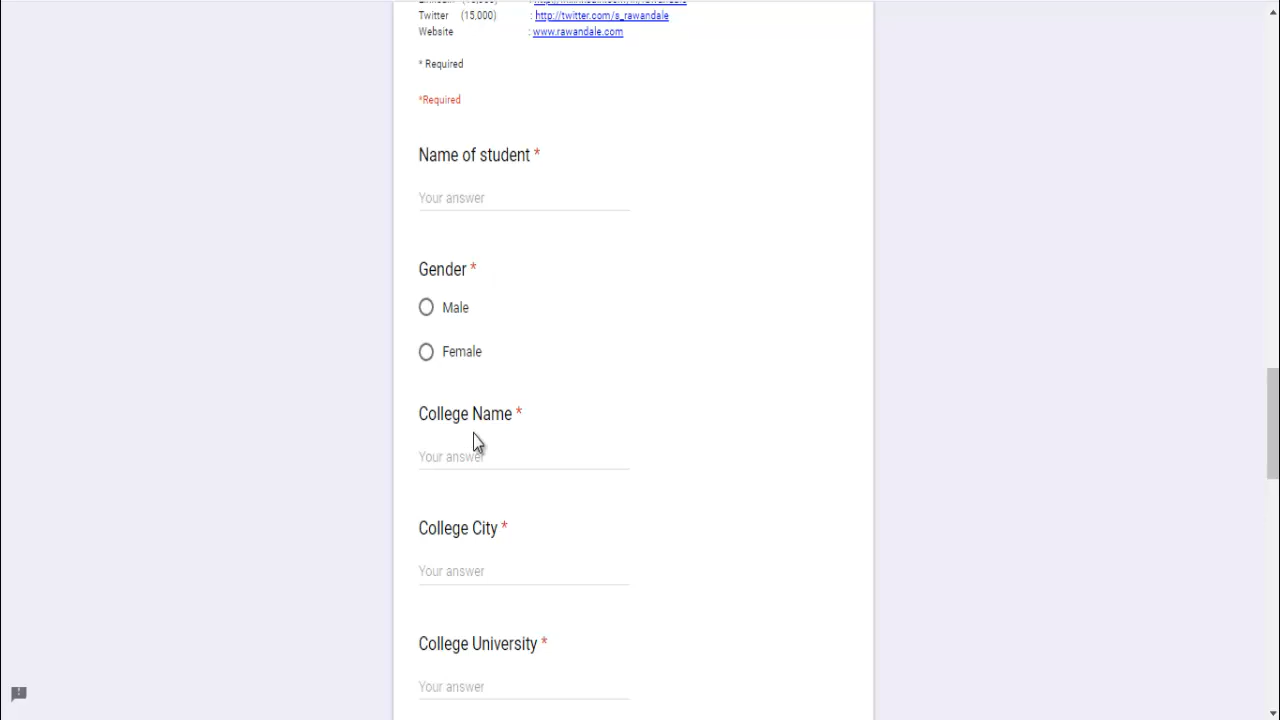 Twitter (15,000) : http://twitter.com/s_rawandale
Website : www.rawandale.com
* Required
*Required
Name of student *
Your answer
Gender *
Male
Female
College Name *
Your answer
College City *
Your answer
College University *
Your answer